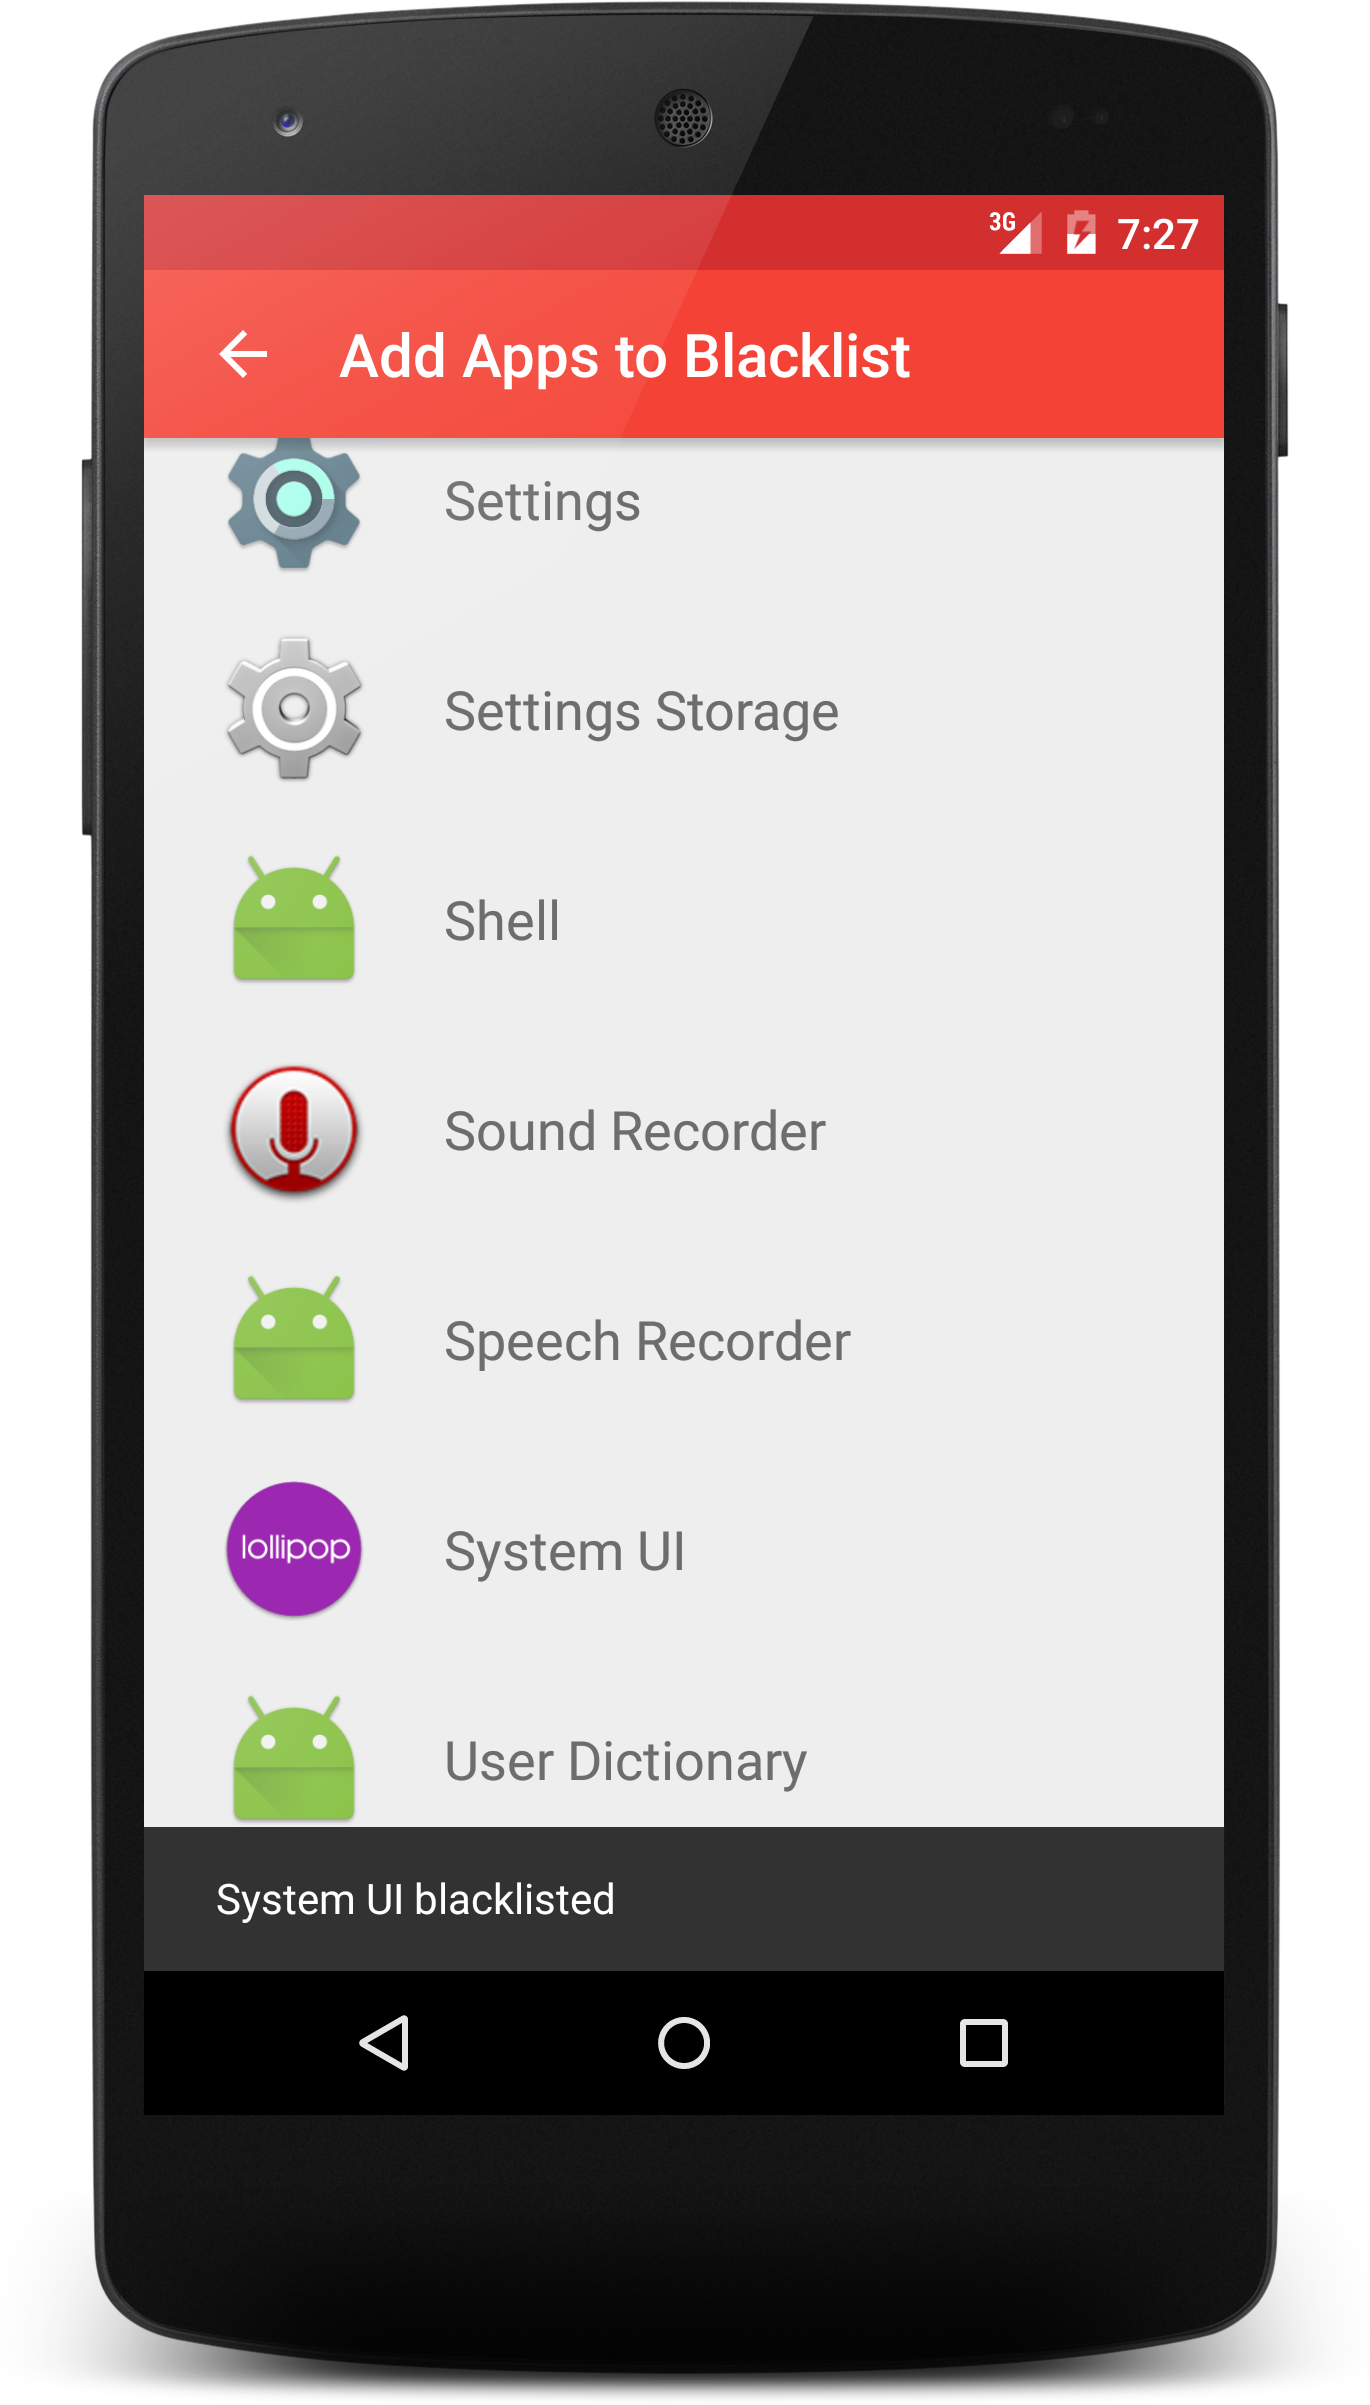 3G 7:27
Add Apps to Blacklist
Settings
Settings Storage
Shell
Sound Recorder
Speech Recorder
lollipop
System UI
User Dictionary
System UI blacklisted